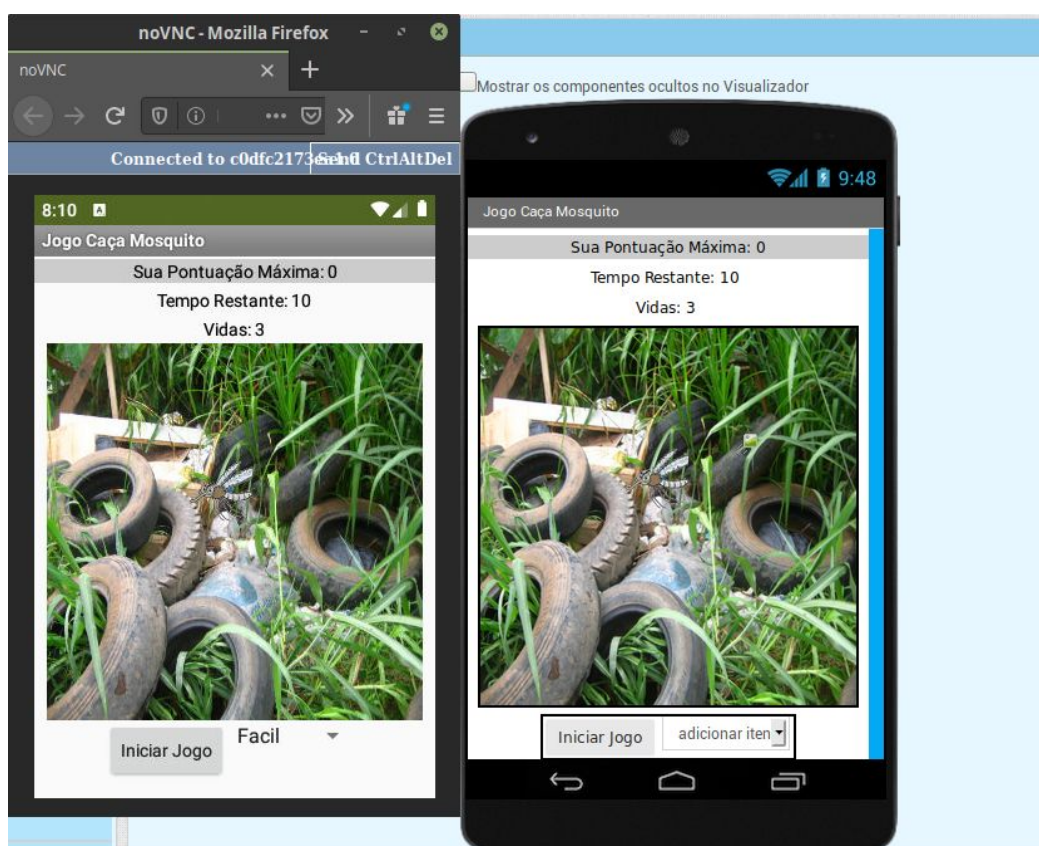 noVNC - Mozilla Firefox
noVNC
Mostrar os componentes ocultos no Visualizador
Connected to
Send CtrlAltDel
8:10
Jogo Caça Mosquito
Sua Pontuação Máxima: 0
Tempo Restante: 10
Vidas: 3
Iniciar Jogo
Facil
9:48
Jogo Caça Mosquito
Sua Pontuação Máxima: 0
Tempo Restante: 10
Vidas: 3
Iniciar Jogo
adicionar iten